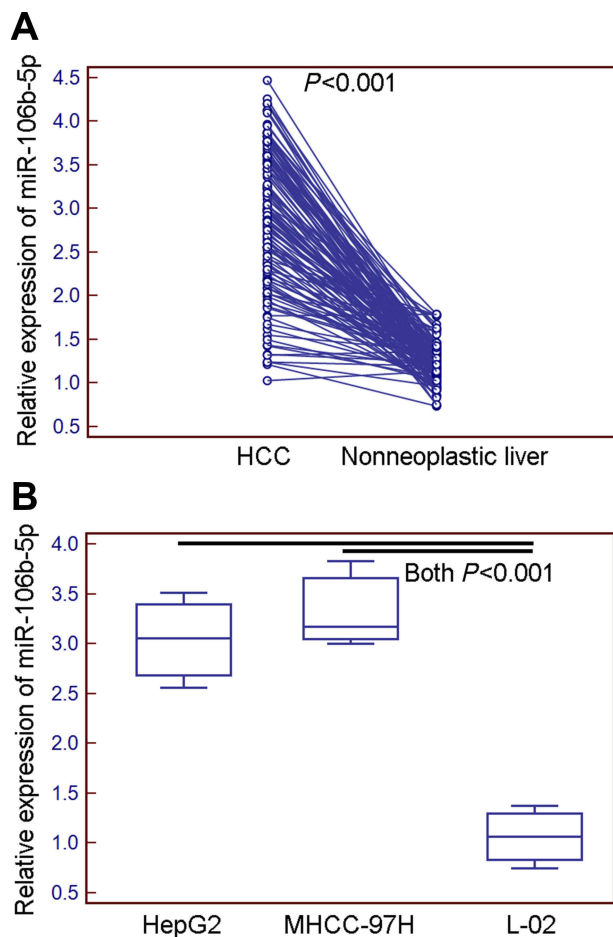 A
Relative expression of miR-106b-5p
4.5
4.0
3.5
3.0
2.5
2.0
1.5
1.0
0.5
P<0.001
HCC
Nonneoplastic liver
B
Relative expression of miR-106b-5p
4.0
3.5
3.0
2.5
2.0
1.5
1.0
0.5
Both P<0.001
HepG2
MHCC-97H
L-02